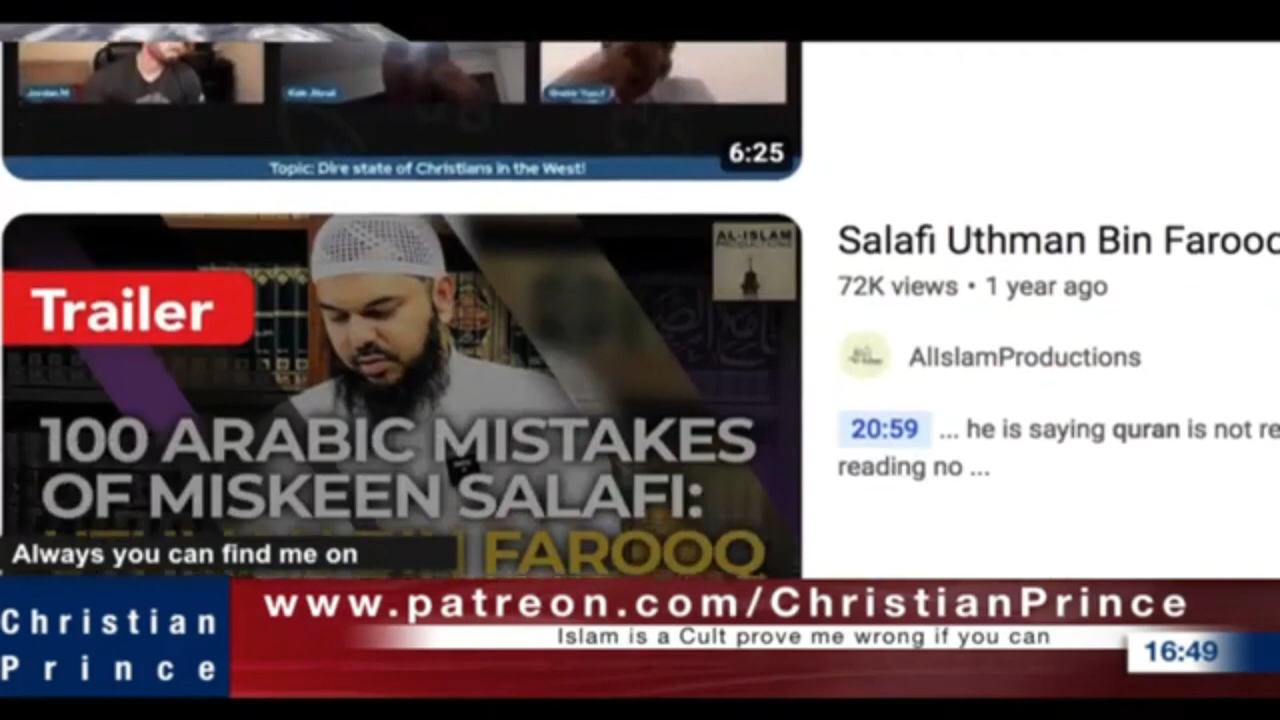 Jordan M
6:25
Topic: Dire state of Christians in the West!
AL-ISLAM
PRODUCTIONS
Trailer
100 ARABIC MISTAKES
OF MISKEEN SALAFI:
FAROOQ
Salafi Uthman Bin Farooq
72K views • 1 year ago
AlIslamProductions
20:59 ... he is saying quran is not re
reading no ...
Always you can find me on
Christian
Prince
www.patreon.com/ChristianPrince
Islam is a Cult prove me wrong if you can
16:49